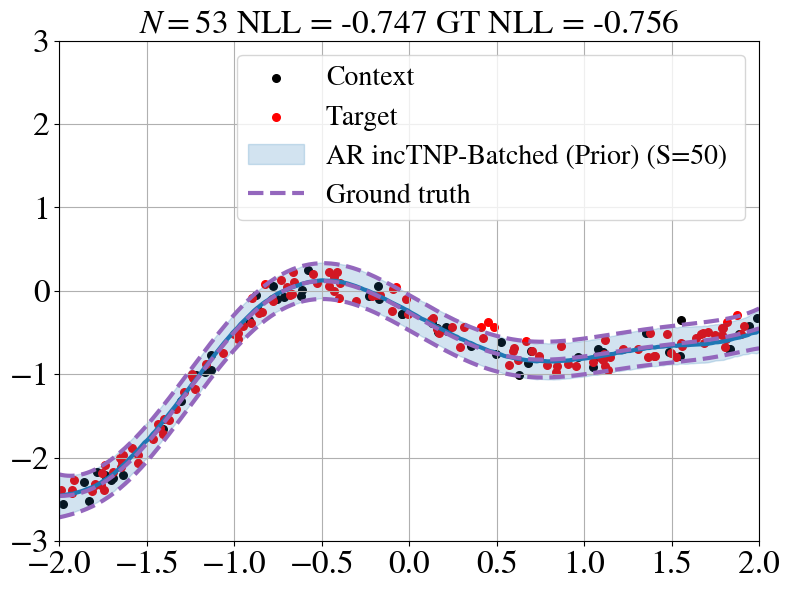 N = 53 NLL = -0.747 GT NLL = -0.756
3
2
1
0
−1
−2
−3
Context
Target
AR incTNP-Batched (Prior) (S=50)
Ground truth
−2.0 −1.5 −1.0 −0.5 0.0 0.5 1.0 1.5 2.0